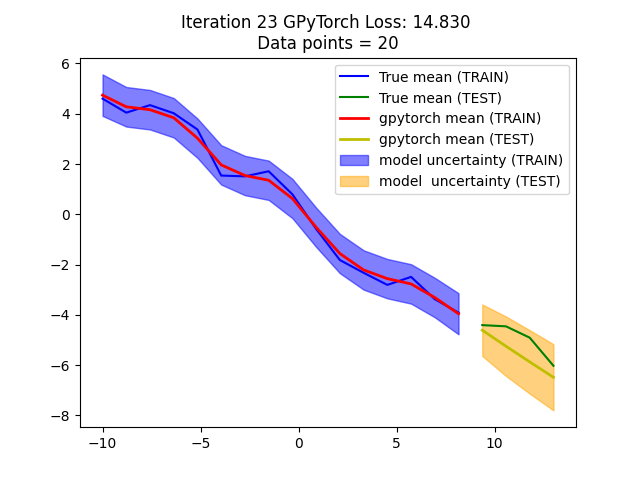 Iteration 23 GPyTorch Loss: 14.830
Data points = 20
True mean (TRAIN)
True mean (TEST)
gpytorch mean (TRAIN)
gpytorch mean (TEST)
model uncertainty (TRAIN)
model  uncertainty (TEST)
6
4
2
0
−2
−4
−6
−8
−10
−5
0
5
10